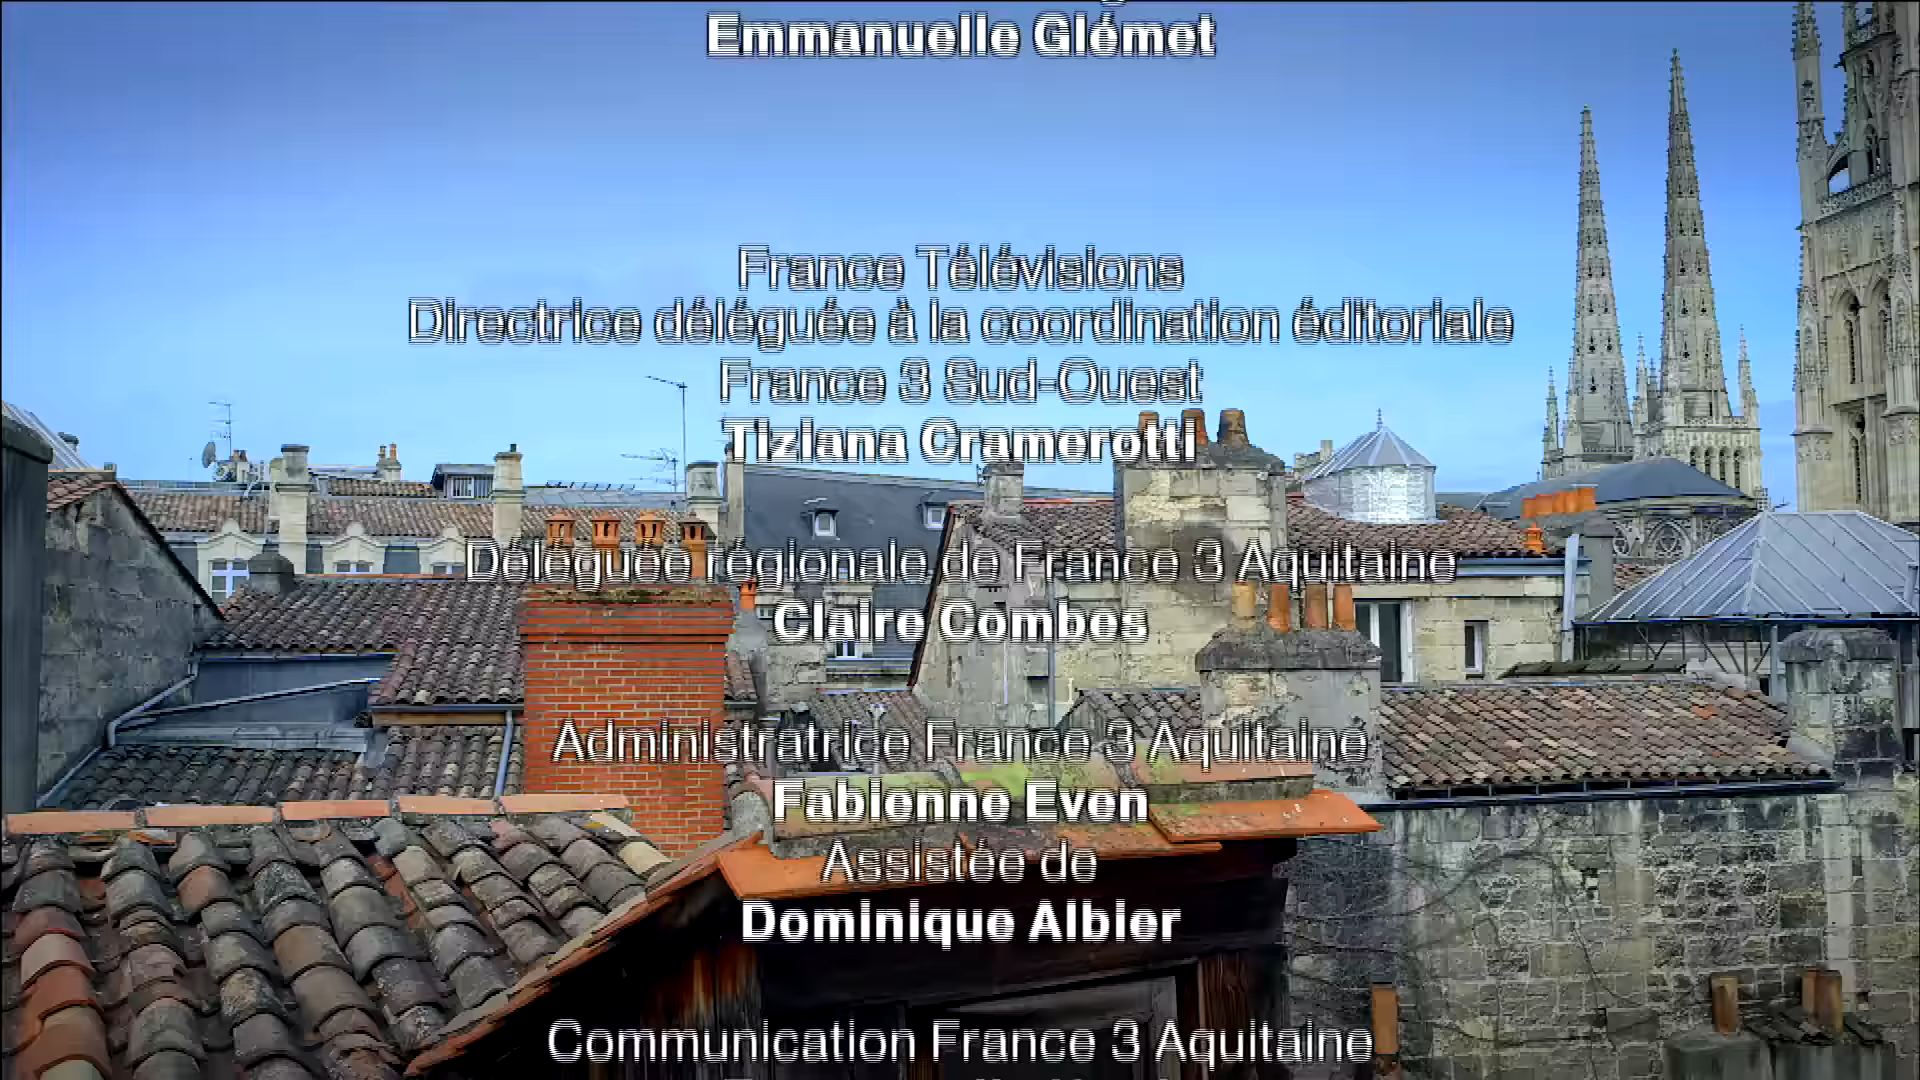 Emmanuelle Glémet
France Télévisions
Directrice déléguée à la coordination éditoriale
France 3 Sud-Ouest
Tiziana Cramerotti
Déléguée régionale de France 3 Aquitaine
Claire Combes
Administratrice France 3 Aquitaine
Fabienne Even
Assistée de
Dominique Albier
Communication France 3 Aquitaine